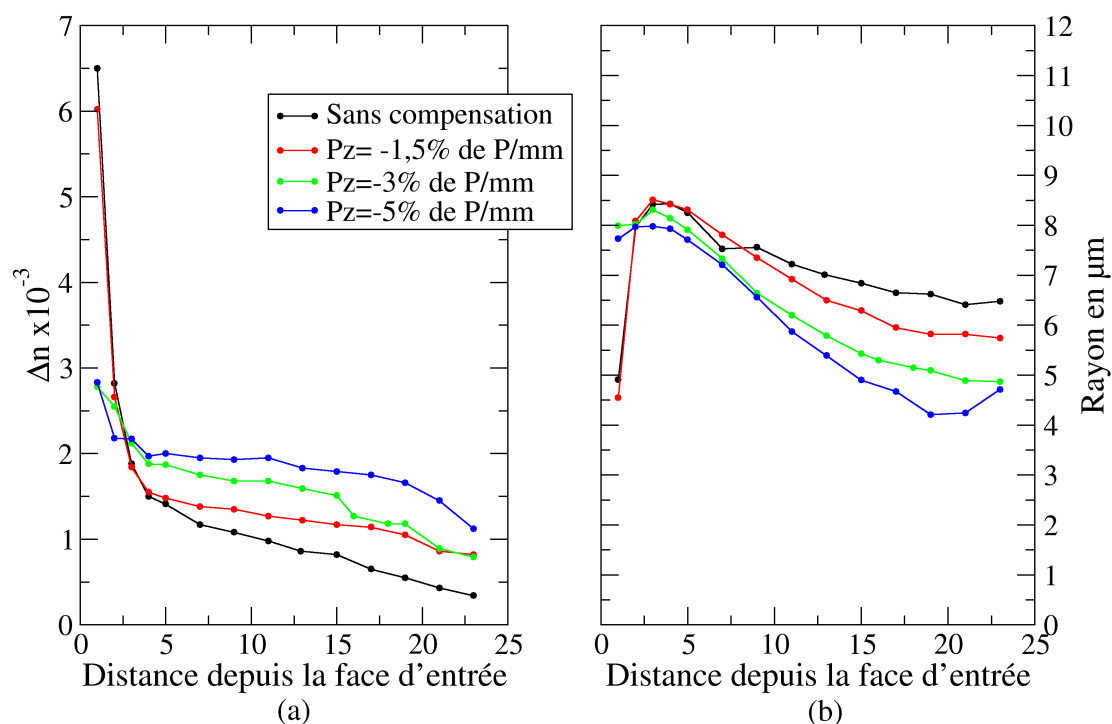 7
6
5
4
3
2
1
0
Δn x10⁻³
0 5 10 15 20 25
Distance depuis la face d'entrée
(a)
Sans compensation
Pz= -1,5% de P/mm
Pz=-3% de P/mm
Pz=-5% de P/mm
12
11
10
9
8
7
6
5
4
3
2
1
0
Rayon en µm
0 5 10 15 20 25
Distance depuis la face d'entrée
(b)